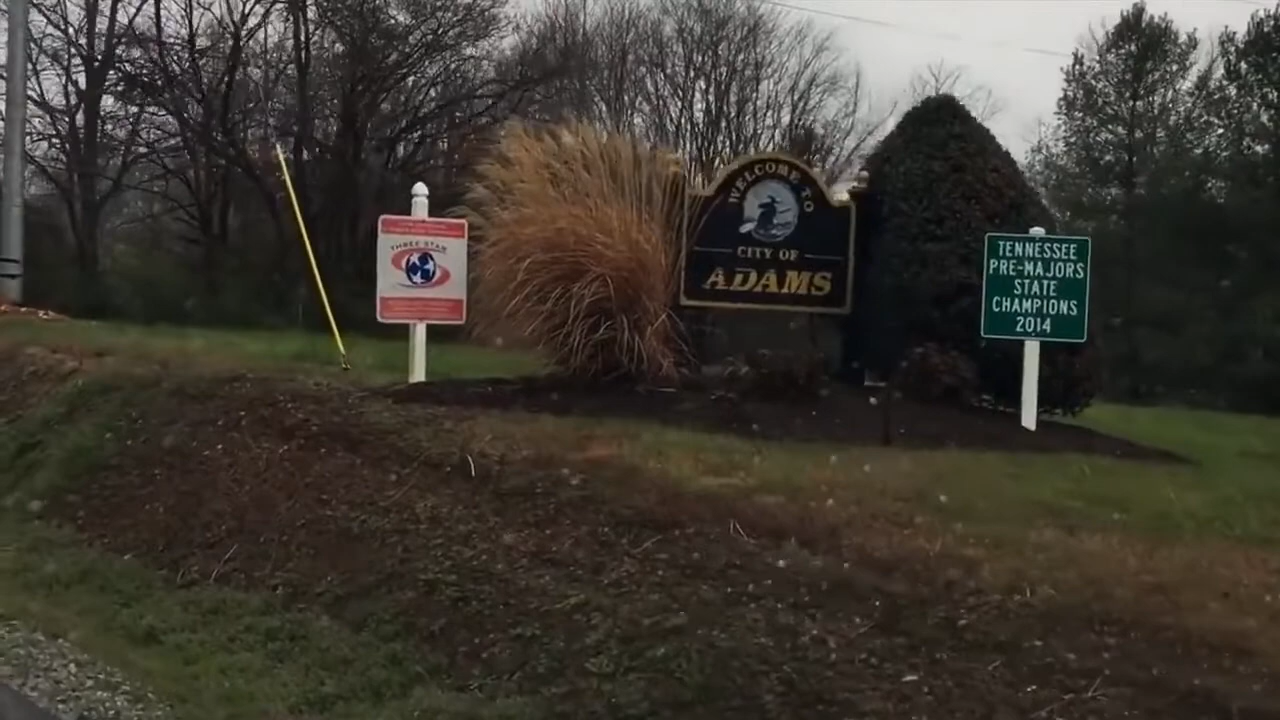 THREE STAR
WELCOME TO
CITY OF
ADAMS
TENNESSEE
PRE-MAJORS
STATE
CHAMPIONS
2014